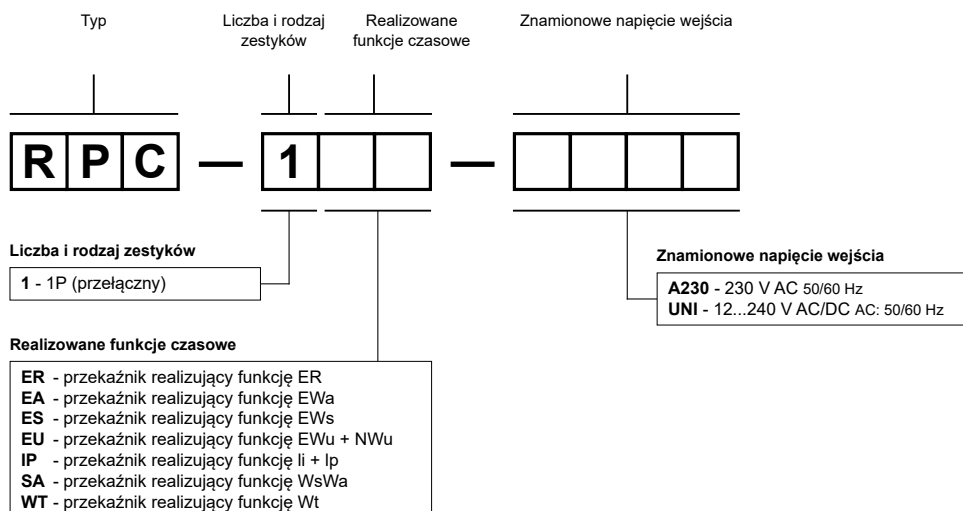 Typ
Liczba i rodzaj
zestyków
Realizowane
funkcje czasowe
Znamionowe napięcie wejścia
R P C — 1 —
Liczba i rodzaj zestyków
1 - 1P (przełączny)
Znamionowe napięcie wejścia
A230 - 230 V AC 50/60 Hz
UNI - 12...240 V AC/DC AC: 50/60 Hz
Realizowane funkcje czasowe
ER - przekaźnik realizujący funkcję ER
EA - przekaźnik realizujący funkcję EWa
ES - przekaźnik realizujący funkcję EWs
EU - przekaźnik realizujący funkcję EWu + NWu
IP - przekaźnik realizujący funkcję Ii + Ip
SA - przekaźnik realizujący funkcję WsWa
WT - przekaźnik realizujący funkcję Wt